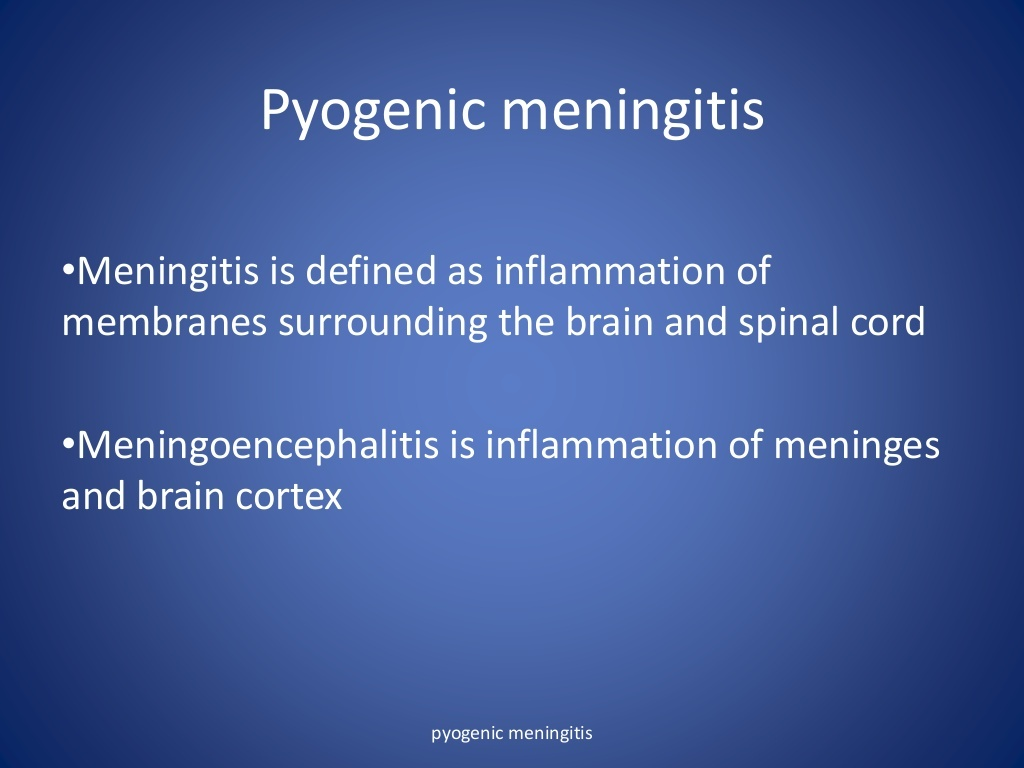 Pyogenic meningitis
•Meningitis is defined as inflammation of
membranes surrounding the brain and spinal cord
•Meningoencephalitis is inflammation of meninges
and brain cortex
pyogenic meningitis